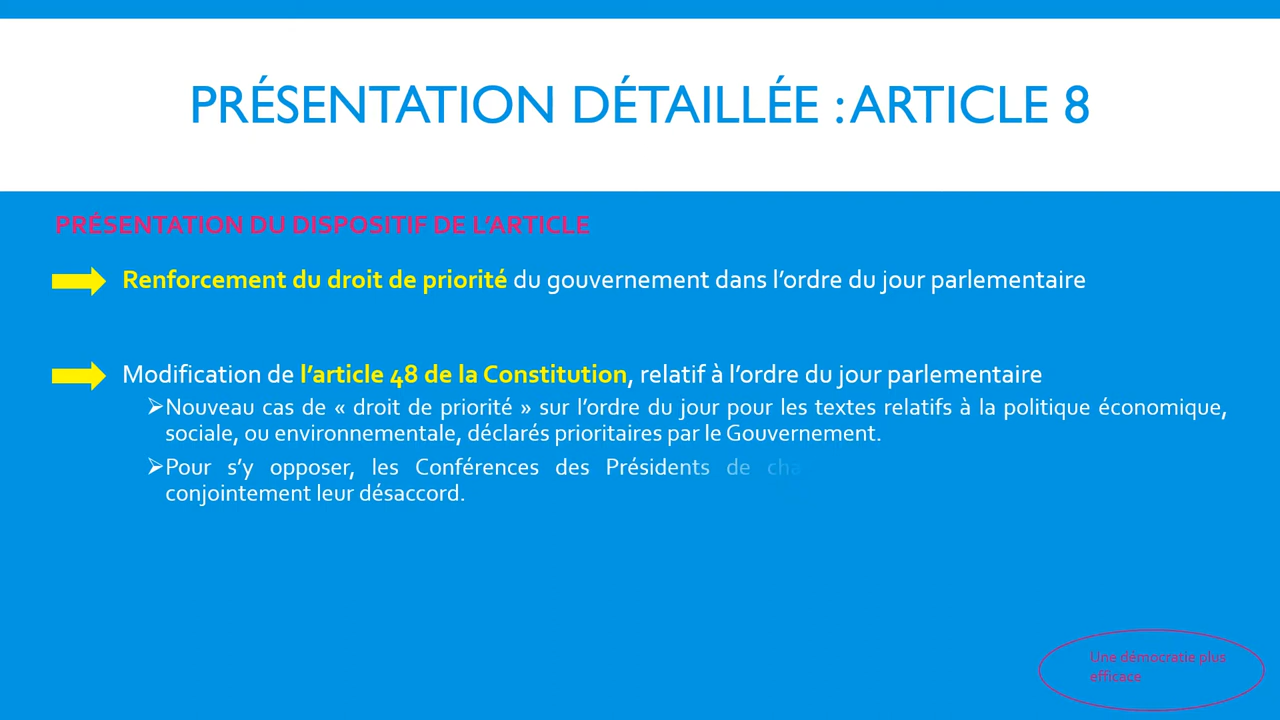 PRÉSENTATION DÉTAILLÉE : ARTICLE 8
PRÉSENTATION DU DISPOSITIF DE L'ARTICLE
Renforcement du droit de priorité du gouvernement dans l'ordre du jour parlementaire
Modification de l'article 48 de la Constitution, relatif à l'ordre du jour parlementaire
➢Nouveau cas de « droit de priorité » sur l'ordre du jour pour les textes relatifs à la politique économique,
sociale, ou environnementale, déclarés prioritaires par le Gouvernement.
➢Pour s'y opposer, les Conférences des Présidents de
conjointement leur désaccord.
Une démocratie plus
efficace